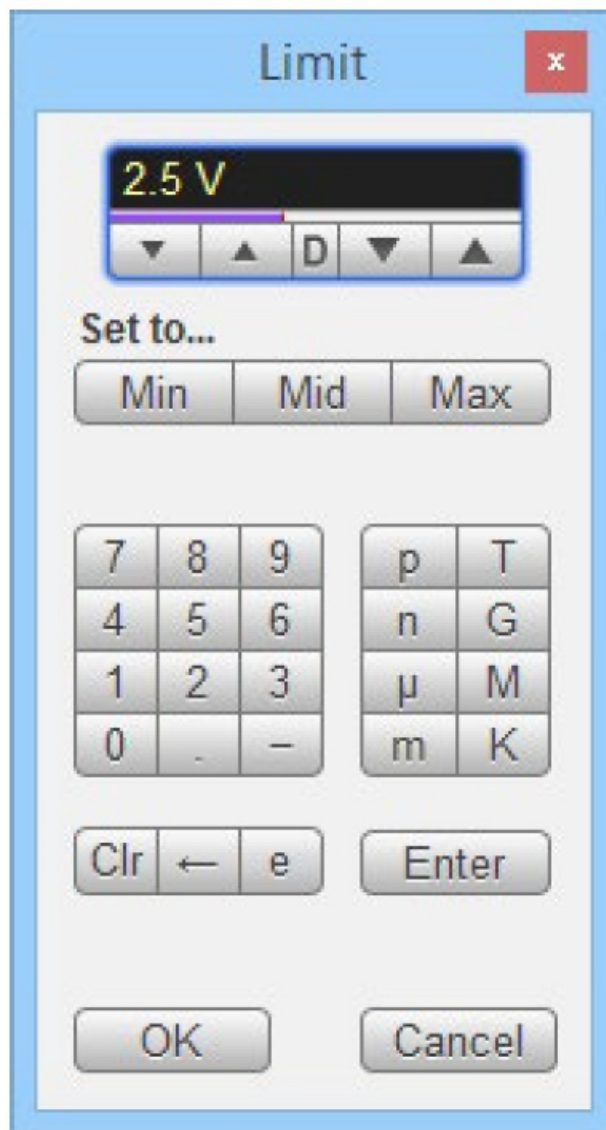 Limit x
2.5 V
▼ ▲ D ▼ ▲
Set to...
Min Mid Max
7 8 9 p T
4 5 6 n G
1 2 3 µ M
0 . – m K
Clr ← e Enter
OK Cancel